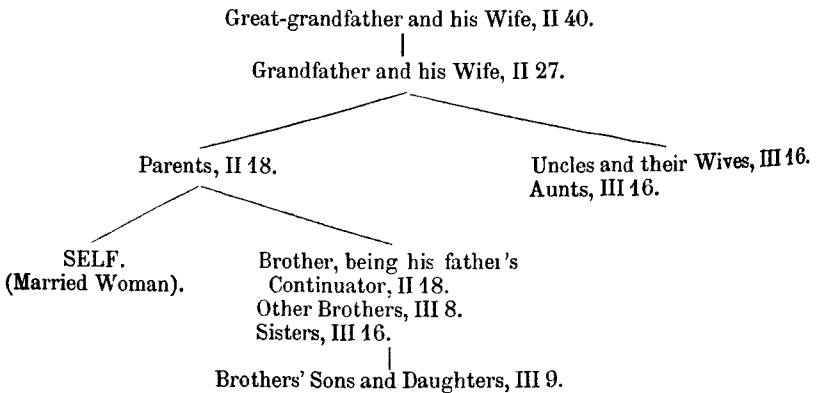 Great-grandfather and his Wife, II 40.
Grandfather and his Wife, II 27.
Parents, II 18.
Uncles and their Wives, III 16.
Aunts, III 16.
SELF.
(Married Woman).
Brother, being his father's
Continuator, II 18.
Other Brothers, III 8.
Sisters, III 16.
Brothers' Sons and Daughters, III 9.